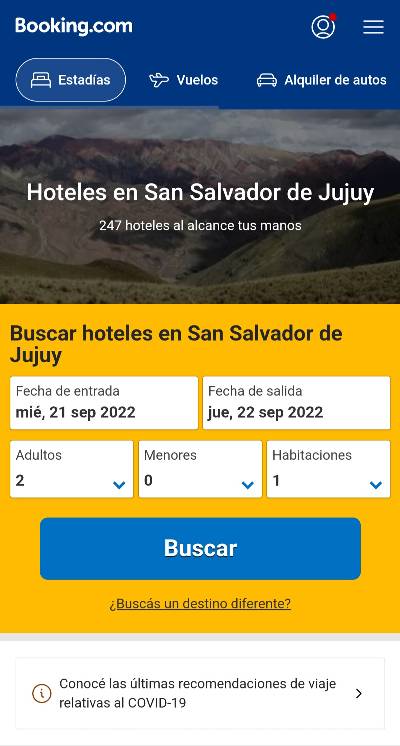 Booking.com
Estadías
Vuelos
Alquiler de autos
Hoteles en San Salvador de Jujuy
247 hoteles al alcance tus manos
Buscar hoteles en San Salvador de
Jujuy
Fecha de entrada
mié, 21 sep 2022
Fecha de salida
jue, 22 sep 2022
Adultos
2
Menores
0
Habitaciones
1
Buscar
¿Buscás un destino diferente?
Conocé las últimas recomendaciones de viaje
relativas al COVID-19